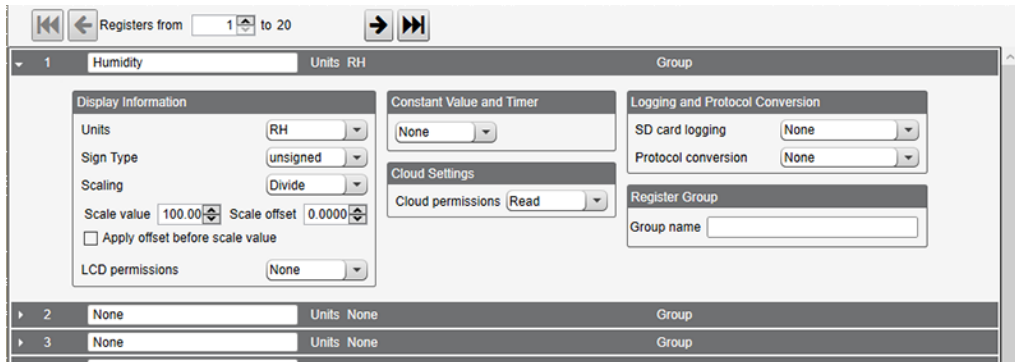 Registers from 1 to 20
1 Humidity Units RH Group
Display Information
Units RH
Sign Type unsigned
Scaling Divide
Scale value 100.00 Scale offset 0.0000
Apply offset before scale value
LCD permissions None
Constant Value and Timer
None
Cloud Settings
Cloud permissions Read
Logging and Protocol Conversion
SD card logging None
Protocol conversion None
Register Group
Group name
2 None Units None Group
3 None Units None Group